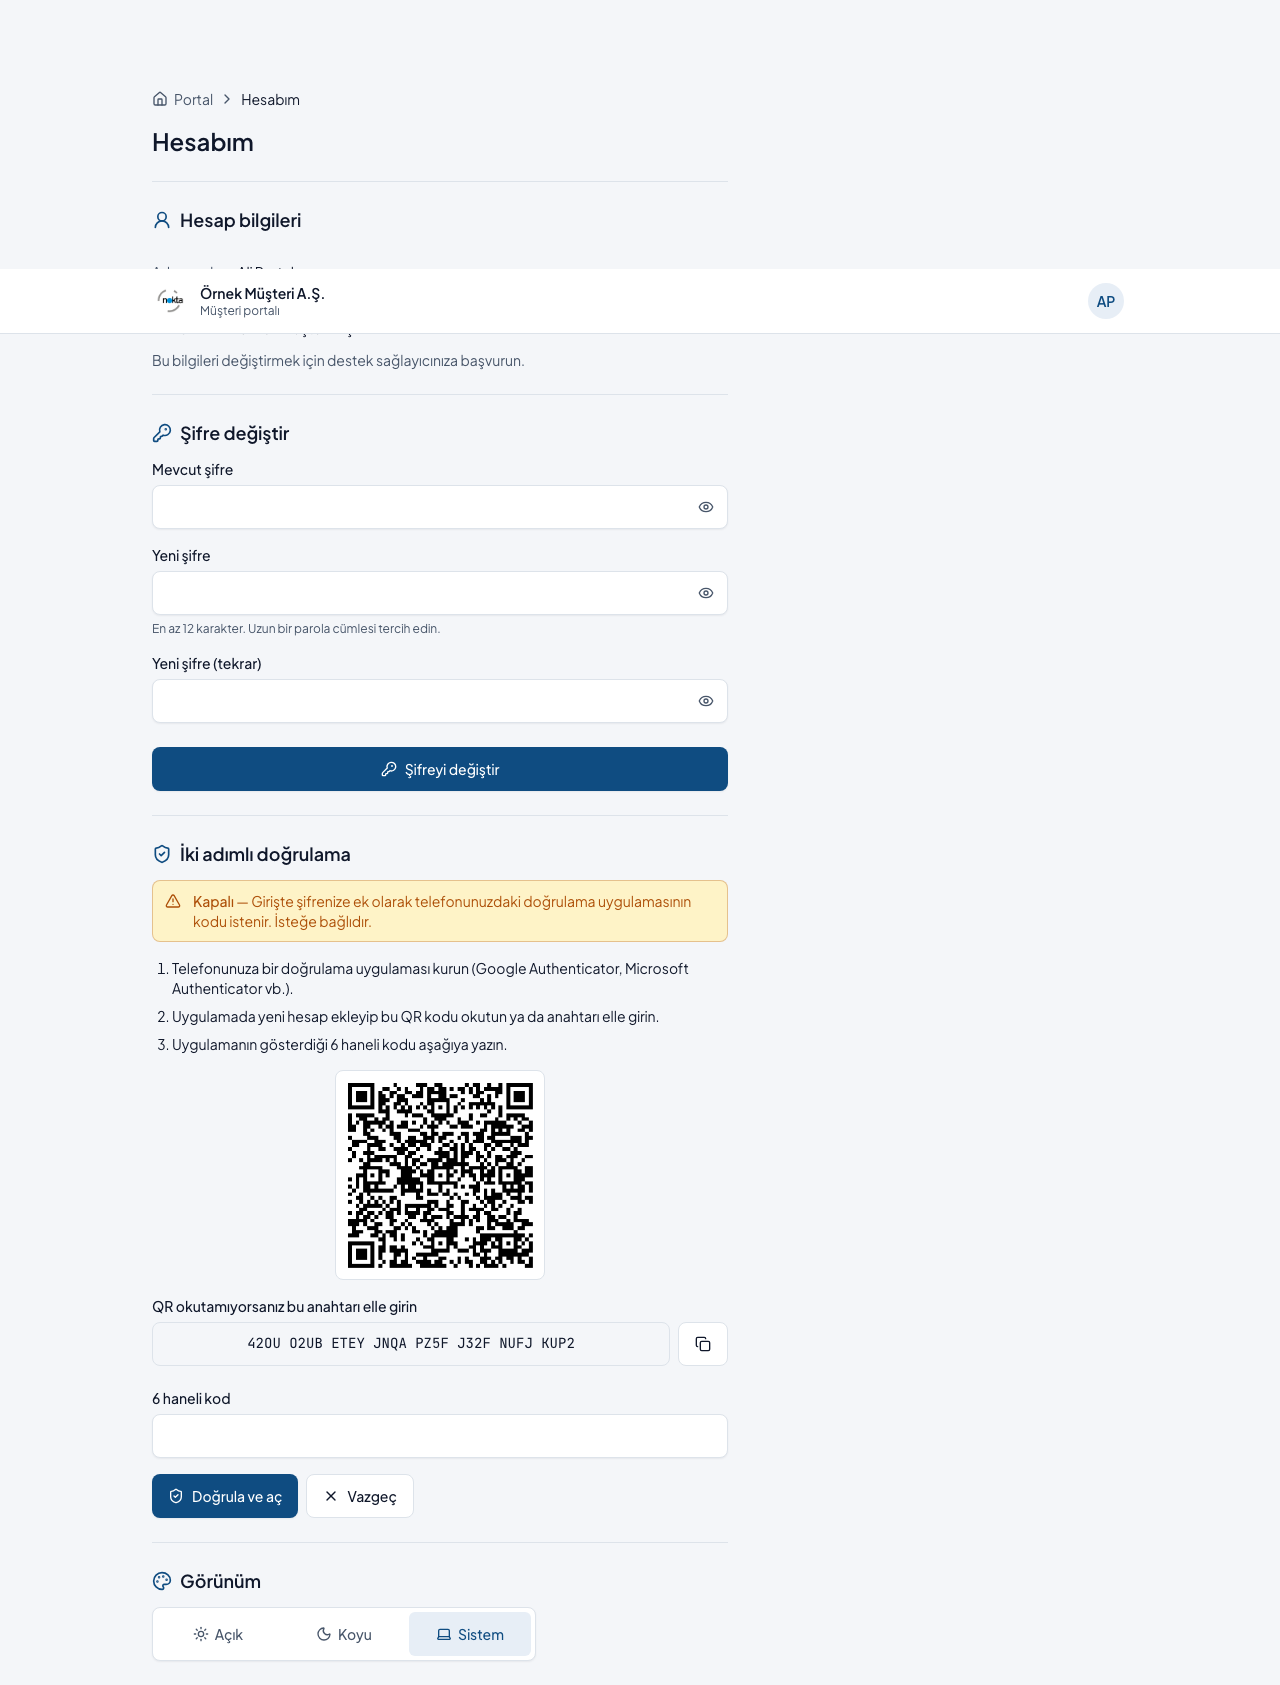 Portal
Hesabım
Hesabım
Hesap bilgileri
nokta
Örnek Müşteri A.Ş.
Müşteri portalı
AP
Bu bilgileri değiştirmek için destek sağlayıcınıza başvurun.
Şifre değiştir
Mevcut şifre
Yeni şifre
En az 12 karakter. Uzun bir parola cümlesi tercih edin.
Yeni şifre (tekrar)
Şifreyi değiştir
İki adımlı doğrulama
Kapalı — Girişte şifrenize ek olarak telefonunuzdaki doğrulama uygulamasının
kodu istenir. İsteğe bağlıdır.
1. Telefonunuza bir doğrulama uygulaması kurun (Google Authenticator, Microsoft
Authenticator vb.).
2. Uygulamada yeni hesap ekleyip bu QR kodu okutun ya da anahtarı elle girin.
3. Uygulamanın gösterdiği 6 haneli kodu aşağıya yazın.
QR okutamıyorsanız bu anahtarı elle girin
42OU O2UB ETEY JNQA PZ5F J32F NUFJ KUP2
6 haneli kod
Doğrula ve aç
Vazgeç
Görünüm
Açık
Koyu
Sistem